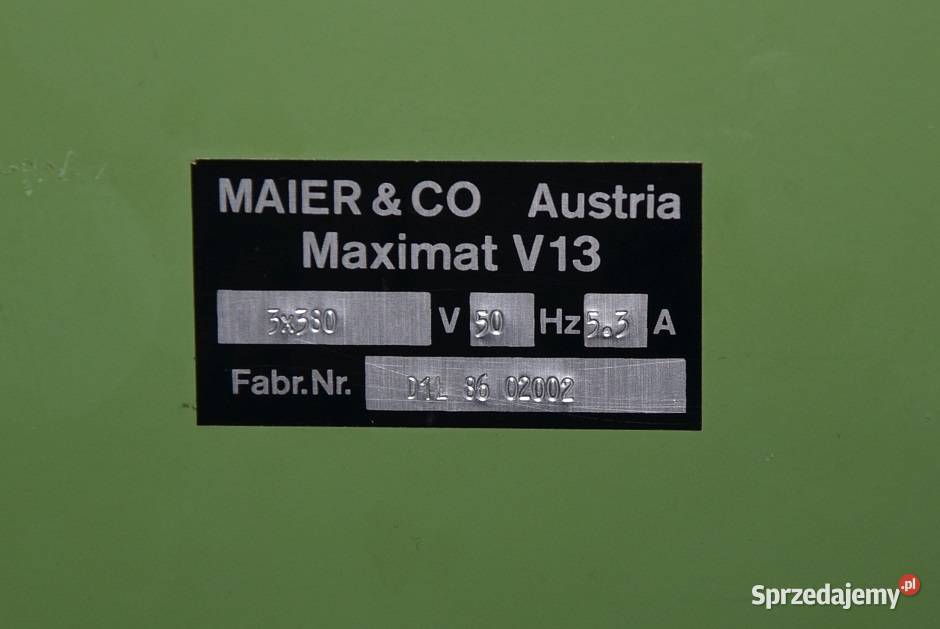 MAIER & CO Austria
Maximat V13
3x380 V 50 Hz 5.3 A
Fabr.Nr. D1L 86 02002
Sprzedajemy.pl